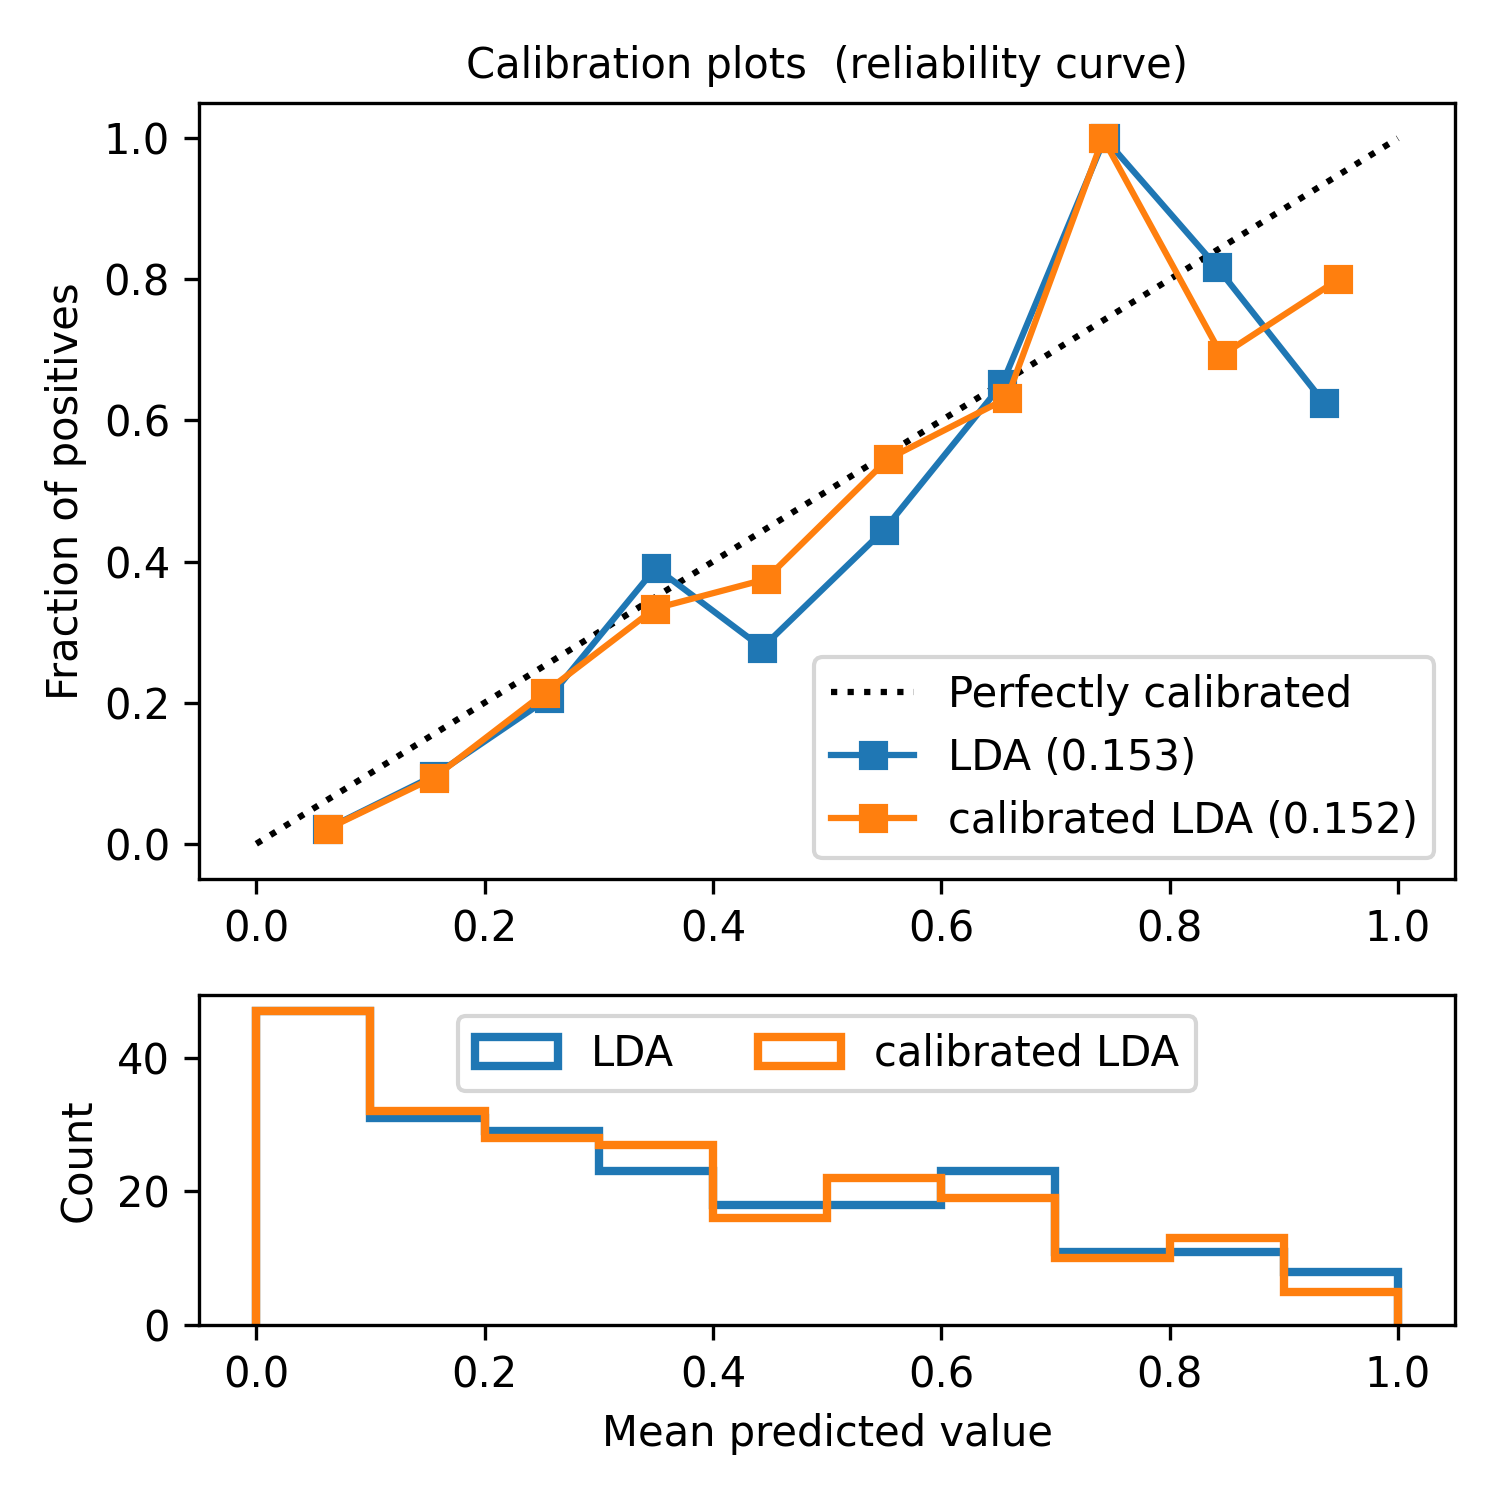 Calibration plots  (reliability curve)
1.0
0.8
0.6
0.4
0.2
0.0
Fraction of positives
Perfectly calibrated
LDA (0.153)
calibrated LDA (0.152)
0.0 0.2 0.4 0.6 0.8 1.0
LDA calibrated LDA
40
20
0
Count
0.0 0.2 0.4 0.6 0.8 1.0
Mean predicted value